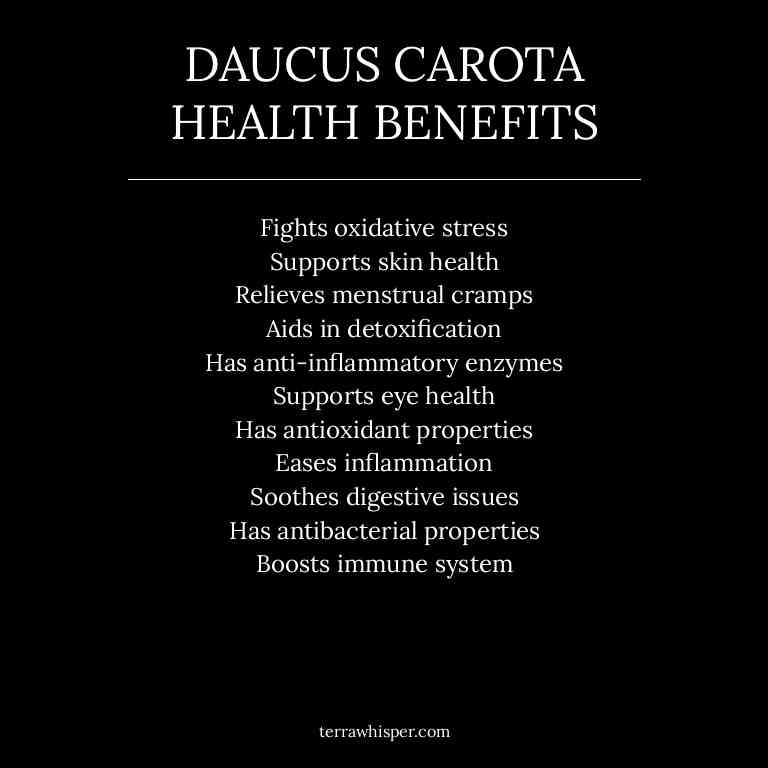 DAUCUS CAROTA
HEALTH BENEFITS
Fights oxidative stress
Supports skin health
Relieves menstrual cramps
Aids in detoxification
Has anti-inflammatory enzymes
Supports eye health
Has antioxidant properties
Eases inflammation
Soothes digestive issues
Has antibacterial properties
Boosts immune system
terrawhisper.com